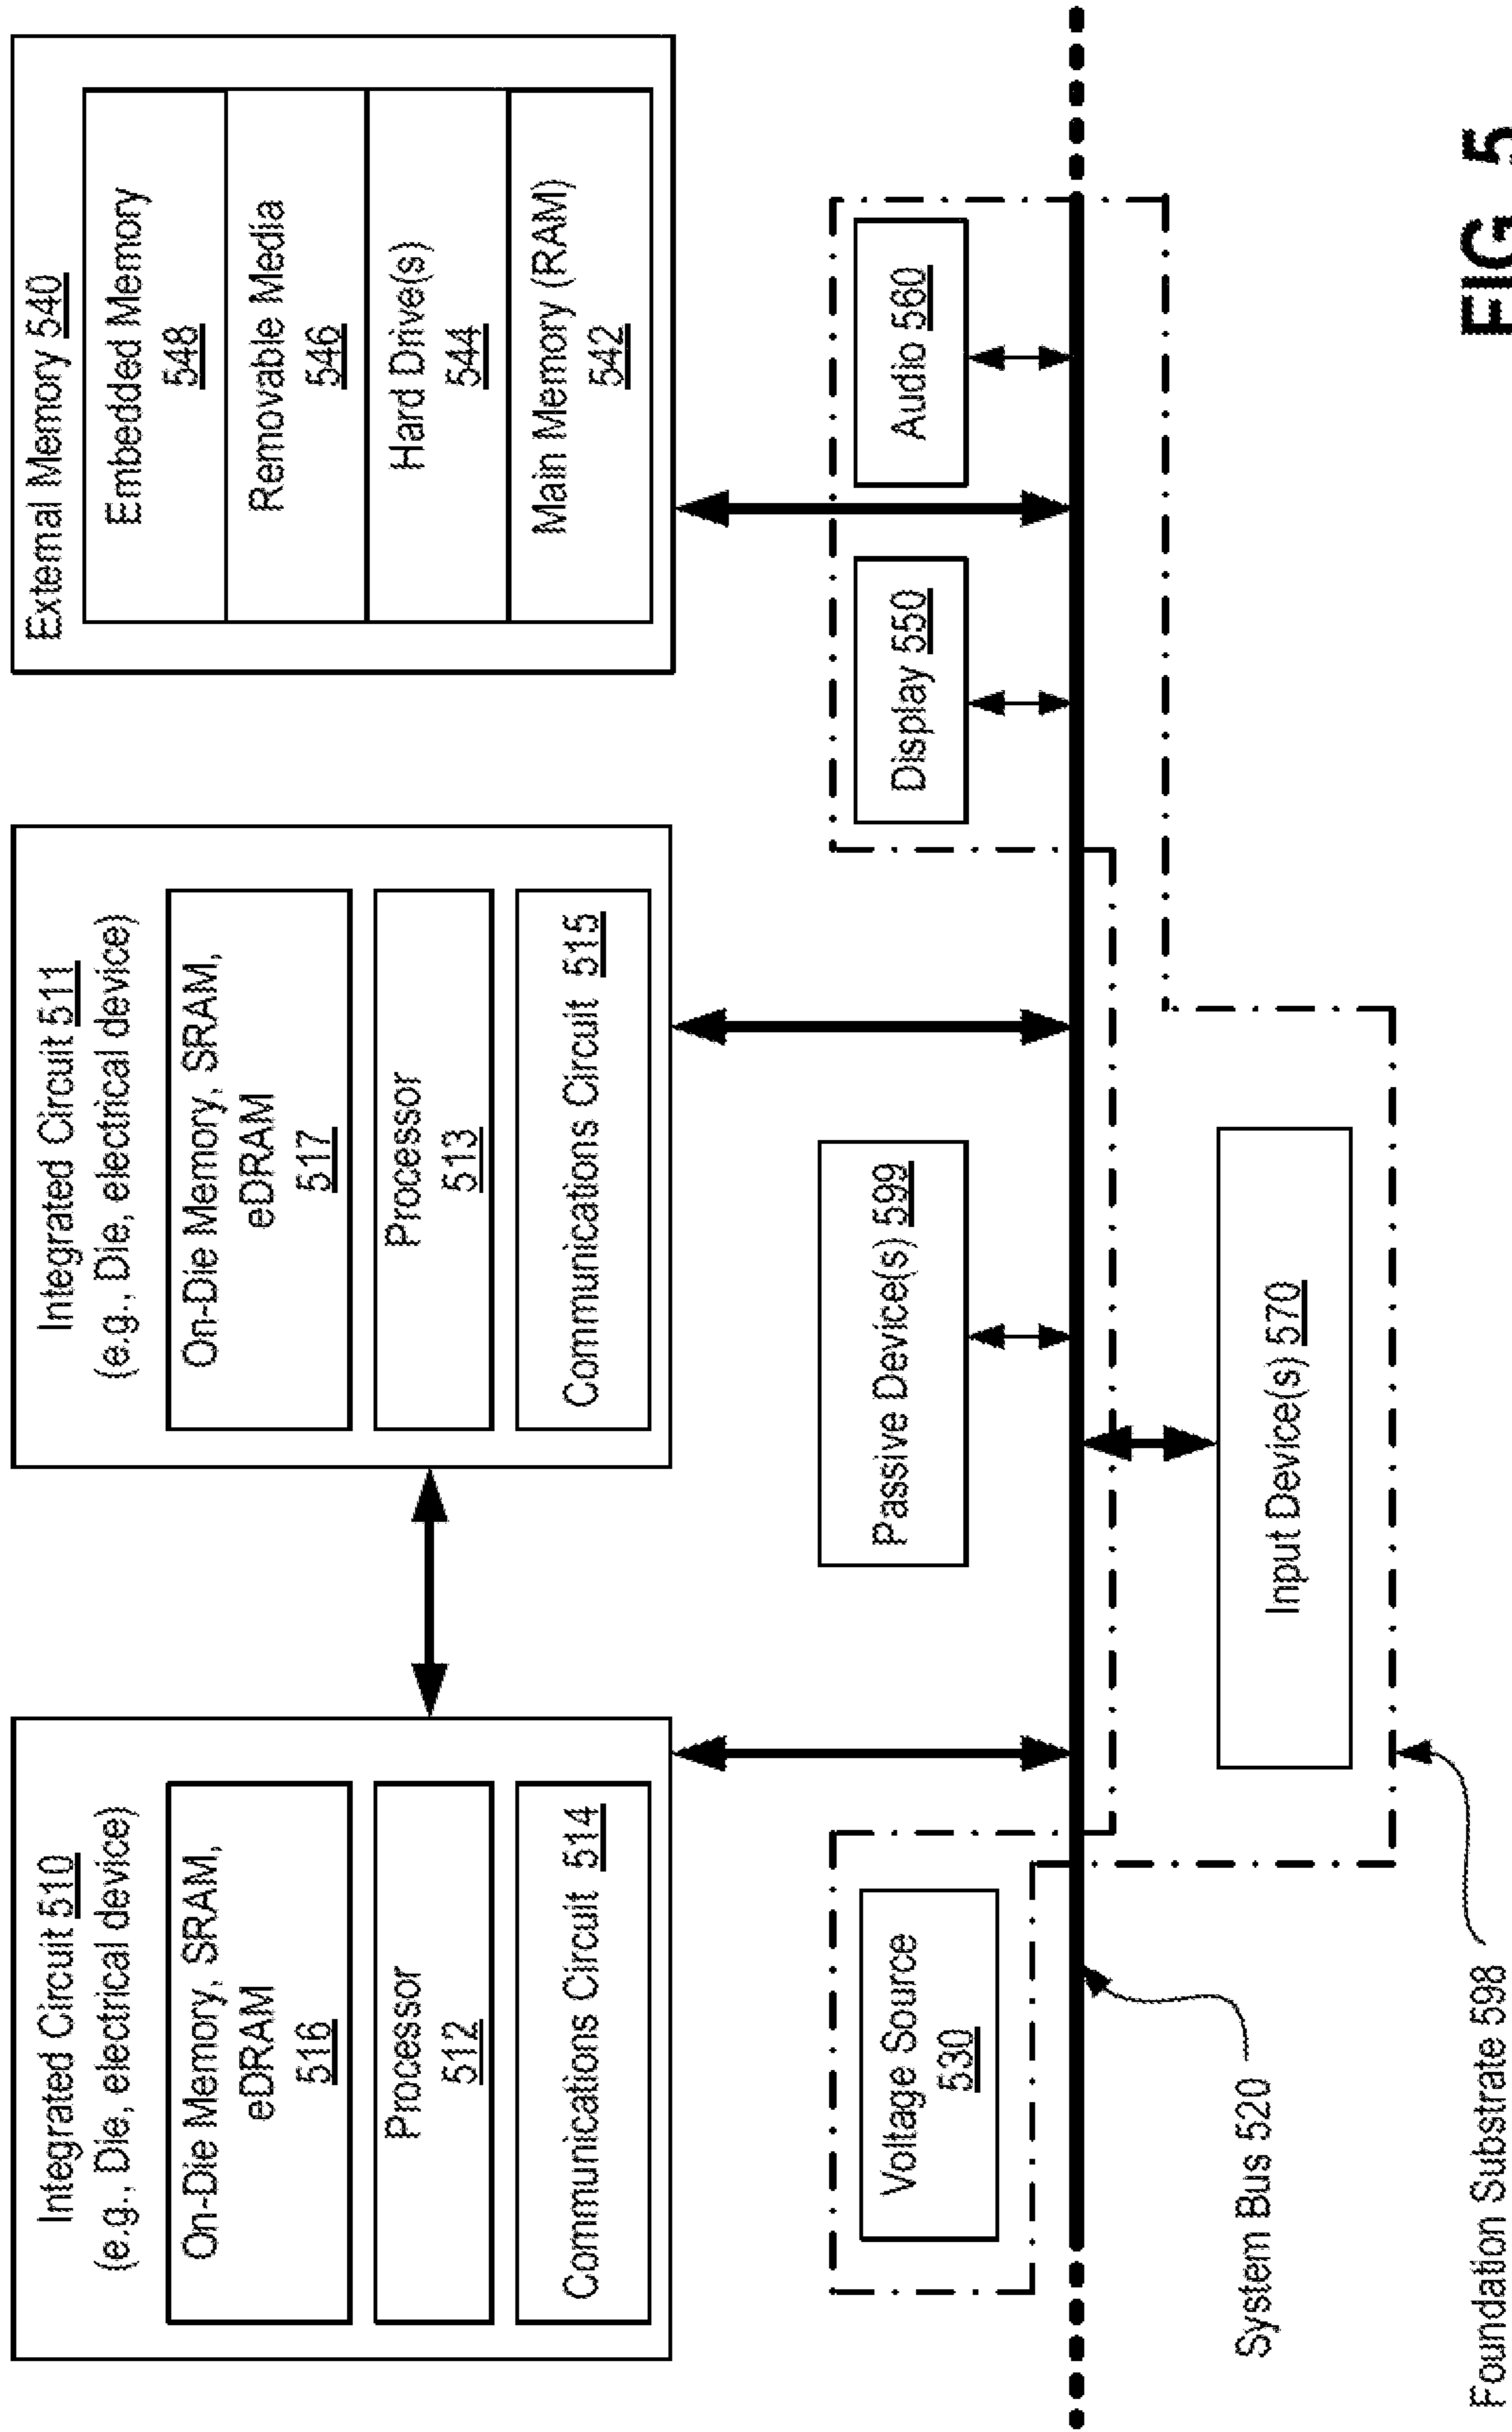 Integrated Circuit 510
(e.g., Die, electrical device)
On-Die Memory, SRAM,
eDRAM
516
Processor
512
Communications Circuit 514
Integrated Circuit 511
(e.g., Die, electrical device)
On-Die Memory, SRAM,
eDRAM
517
Processor
513
Communications Circuit 515
External Memory 540
Embedded Memory
548
Removable Media
546
Hard Drive(s)
544
Main Memory (RAM)
542
Voltage Source
530
Passive Device(s) 599
Display 550
Audio 560
System Bus 520
Input Device(s) 570
Foundation Substrate 598
FIG 5